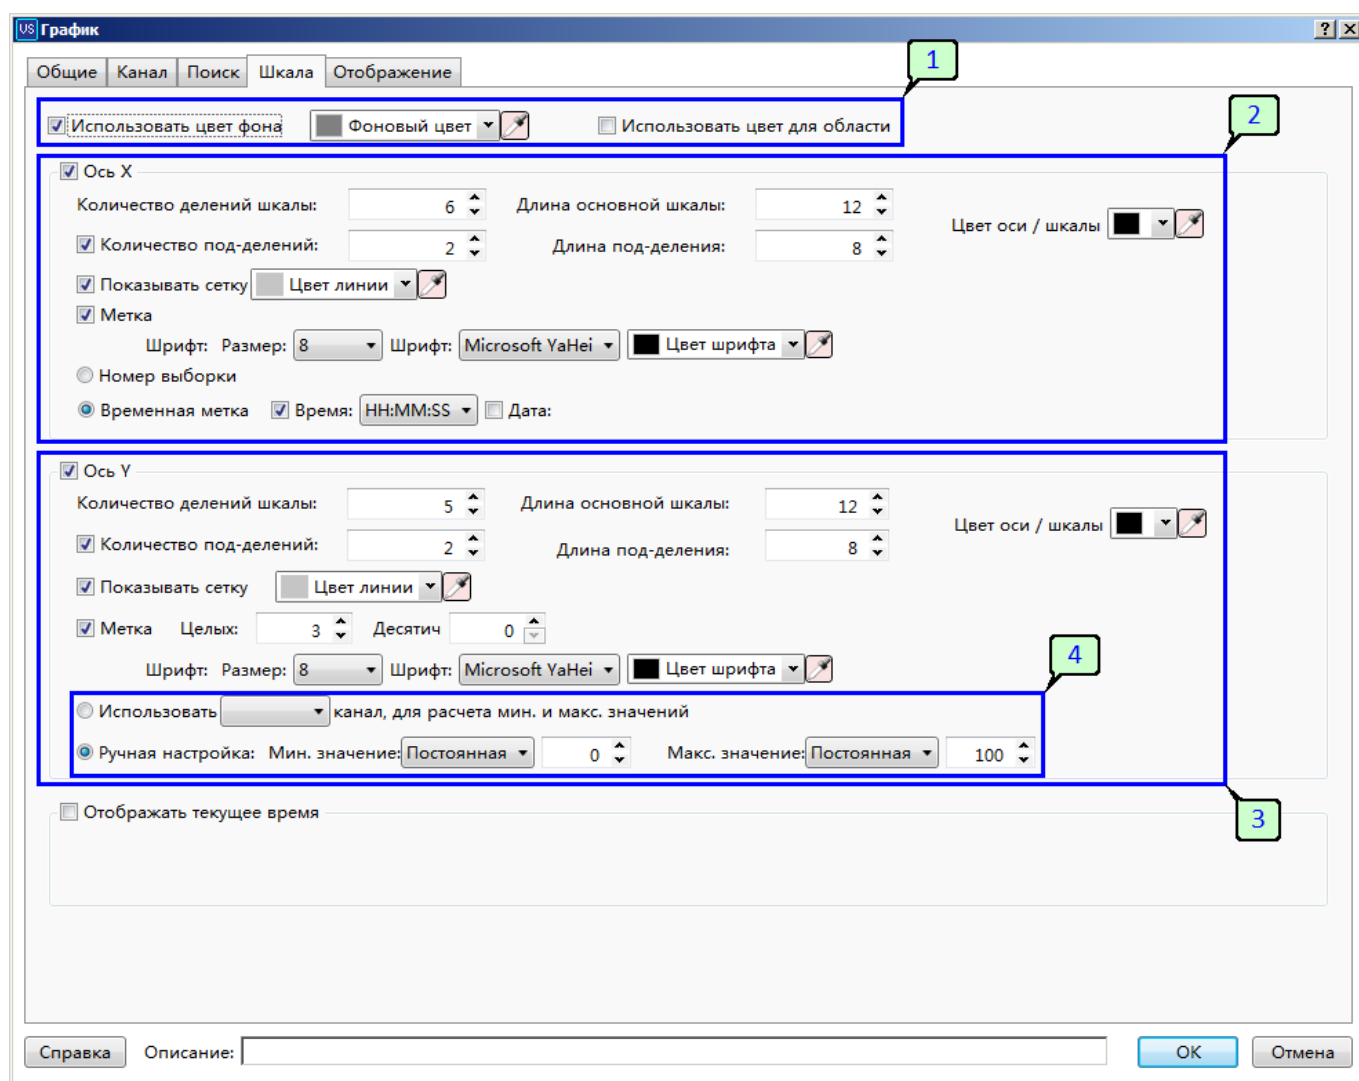 VS График ? X
Общие Канал Поиск Шкала Отображение
1
Использовать цвет фона Фоновый цвет Использовать цвет для области
2
Ось X
Количество делений шкалы: 6 Длина основной шкалы: 12
Цвет оси / шкалы
Количество под-делений: 2 Длина под-деления: 8
Показывать сетку Цвет линии
Метка
Шрифт: Размер: 8 Шрифт: Microsoft YaHei Цвет шрифта
Номер выборки
Временная метка Время: HH:MM:SS Дата:
Ось Y
Количество делений шкалы: 5 Длина основной шкалы: 12
Цвет оси / шкалы
Количество под-делений: 2 Длина под-деления: 8
Показывать сетку Цвет линии
Метка Целых: 3 Десятич 0
4
Шрифт: Размер: 8 Шрифт: Microsoft YaHei Цвет шрифта
Использовать канал, для расчета мин. и макс. значений
Ручная настройка: Мин. значение: Постоянная 0 Макс. значение: Постоянная 100
3
Отображать текущее время
Справка Описание: OK Отмена